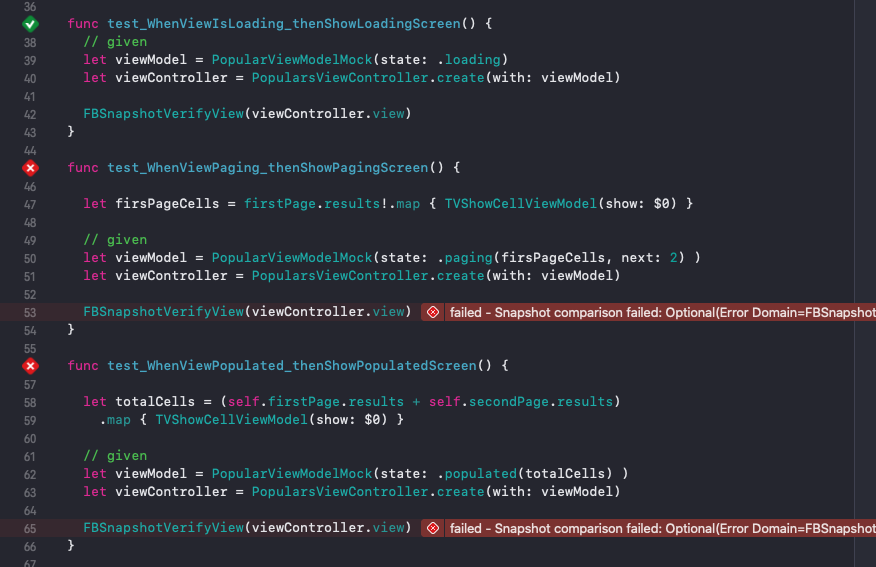 36
func test_WhenViewIsLoading_thenShowLoadingScreen() {
38 // given
39 let viewModel = PopularViewModelMock(state: .loading)
40 let viewController = PopularsViewController.create(with: viewModel)
41
42 FBSnapshotVerifyView(viewController.view)
43 }
44
func test_WhenViewPaging_thenShowPagingScreen() {
46
47 let firsPageCells = firstPage.results!.map { TVShowCellViewModel(show: $0) }
48
49 // given
50 let viewModel = PopularViewModelMock(state: .paging(firsPageCells, next: 2) )
51 let viewController = PopularsViewController.create(with: viewModel)
52
53 FBSnapshotVerifyView(viewController.view) failed - Snapshot comparison failed: Optional(Error Domain=FBSnapshot
54 }
55
func test_WhenViewPopulated_thenShowPopulatedScreen() {
57
58 let totalCells = (self.firstPage.results + self.secondPage.results)
59 .map { TVShowCellViewModel(show: $0) }
60
61 // given
62 let viewModel = PopularViewModelMock(state: .populated(totalCells) )
63 let viewController = PopularsViewController.create(with: viewModel)
64
65 FBSnapshotVerifyView(viewController.view) failed - Snapshot comparison failed: Optional(Error Domain=FBSnapshot
66 }
67